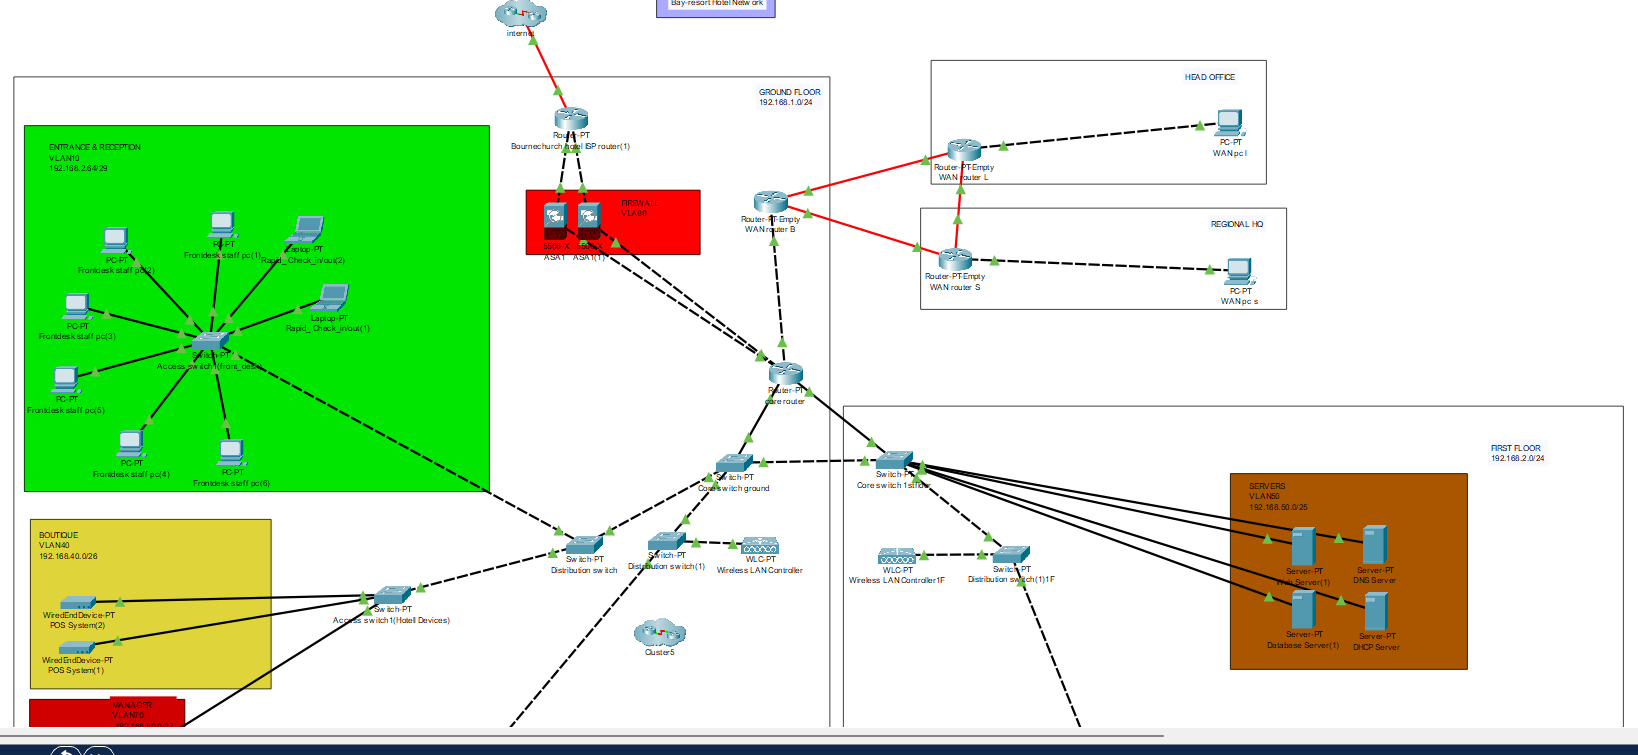 Bay-resort Hotel Network
internet
GROUND FLOOR
192.168.1.0/24
HEAD OFFICE
Router-PT
Bournechurch hotel ISP router(1)
ENTRANCE & RECEPTION
VLAN10
192.168.2.64/29
PC-PT
WAN pc l
Router-PT-Empty
WAN router L
FIREWALL
VLA80
Router-PT-Empty
WAN router B
REGIONAL HQ
PC-PT
Frontdesk staff pc(1)
Laptop-PT
Rapid_Check_in/out(2)
PC-PT
Frontdesk staff pc(2)
5506-X
ASA1
5506-X
ASA1(1)
Router-PT-Empty
WAN router S
PC-PT
WAN pc s
PC-PT
Frontdesk staff pc(3)
Laptop-PT
Rapid_ Check_in/out(1)
Switch-PT
Access switch1(front_desk)
Router-PT
core router
PC-PT
Frontdesk staff pc(5)
PC-PT
Frontdesk staff pc(4)
PC-PT
Frontdesk staff pc(6)
FIRST FLOOR
192.168.2.0/24
Switch-PT
Core switch ground
Switch-PT
Core switch 1stfloor
SERVERS
VLAN50
192.168.50.0/25
BOUTIQUE
VLAN40
192.168.40.0/26
Switch-PT
Distribution switch
Switch-PT
Distribution switch(1)
WLC-PT
Wireless LAN Controller
WLC-PT
Wireless LAN Controller1F
Switch-PT
Distribution switch(1)1F
Server-PT
Web Server(1)
Server-PT
DNS Server
WiredEndDevice-PT
POS System(2)
Switch-PT
Access switch1(Hotell Devices)
WiredEndDevice-PT
POS System(1)
Cluster5
Server-PT
Database Server(1)
Server-PT
DHCP Server
MANAGER
VLAN70